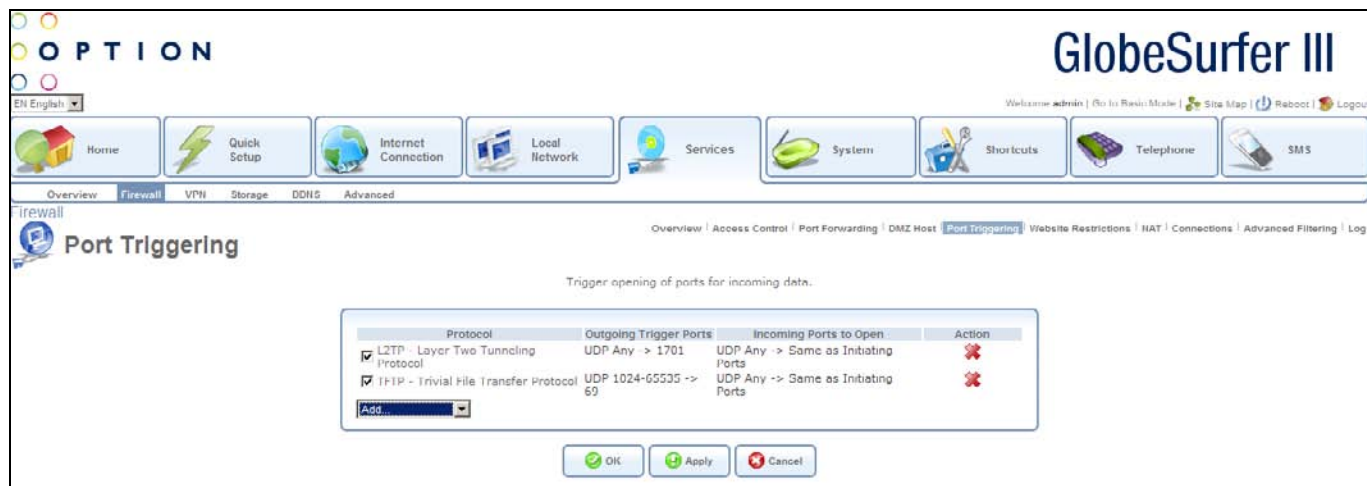 OPTION
GlobeSurfer III
EN English
Welcome admin | Go to Basic Mode | Site Map | Reboot | Logou
Home
Quick Setup
Internet Connection
Local Network
Services
System
Shortcuts
Telephone
SMS
Overview Firewall VPN Storage DDNS Advanced
Firewall
Port Triggering
Overview | Access Control | Port Forwarding | DMZ Host | Port Triggering | Website Restrictions | NAT | Connections | Advanced Filtering | Log
Trigger opening of ports for incoming data.
Protocol Outgoing Trigger Ports Incoming Ports to Open Action
L2TP - Layer Two Tunneling Protocol UDP Any -> 1701 UDP Any -> Same as Initiating Ports
TFTP - Trivial File Transfer Protocol UDP 1024-65535 -> 69 UDP Any -> Same as Initiating Ports
Add...
OK Apply Cancel